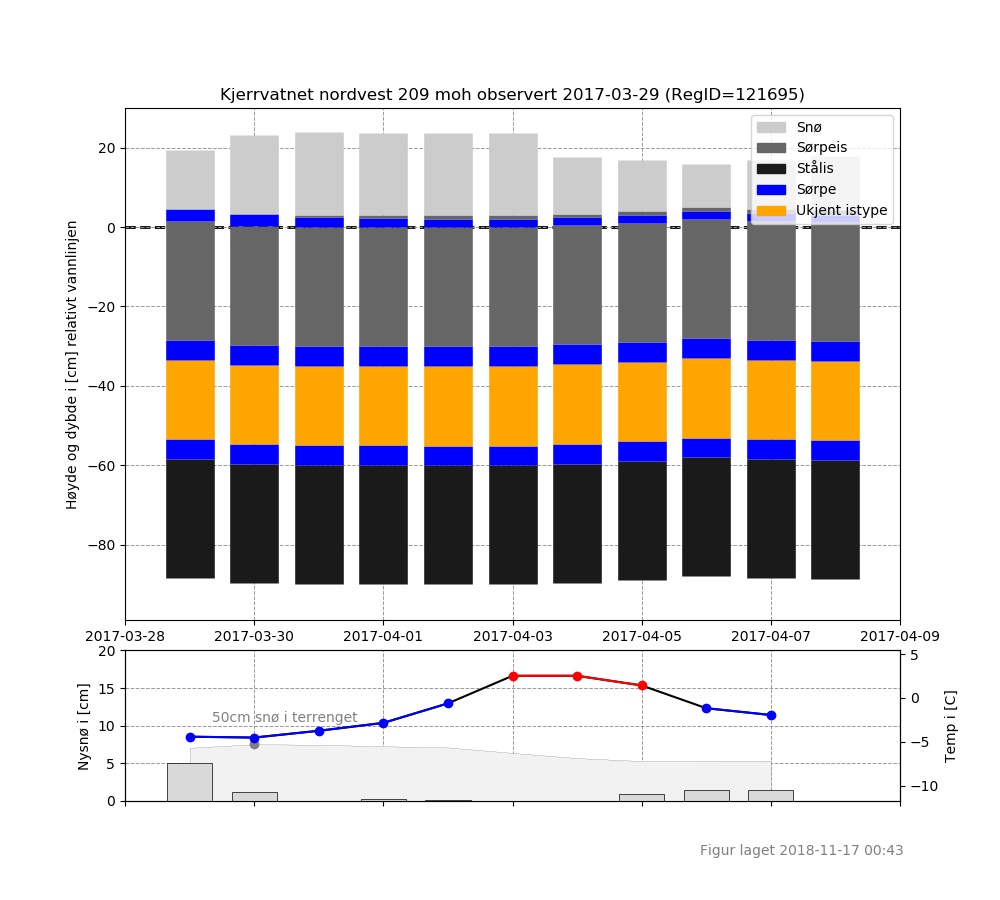 Kjerrvatnet nordvest 209 moh observert 2017-03-29 (RegID=121695)
Høyde og dybde i [cm] relativt vannlinjen
20
0
−20
−40
−60
−80
Snø
Sørpeis
Stålis
Sørpe
Ukjent istype
2017-03-28 2017-03-30 2017-04-01 2017-04-03 2017-04-05 2017-04-07 2017-04-09
Nysnø i [cm]
20
15
10
5
0
50cm snø i terrenget
5
0
−5
−10
Temp i [C]
Figur laget 2018-11-17 00:43